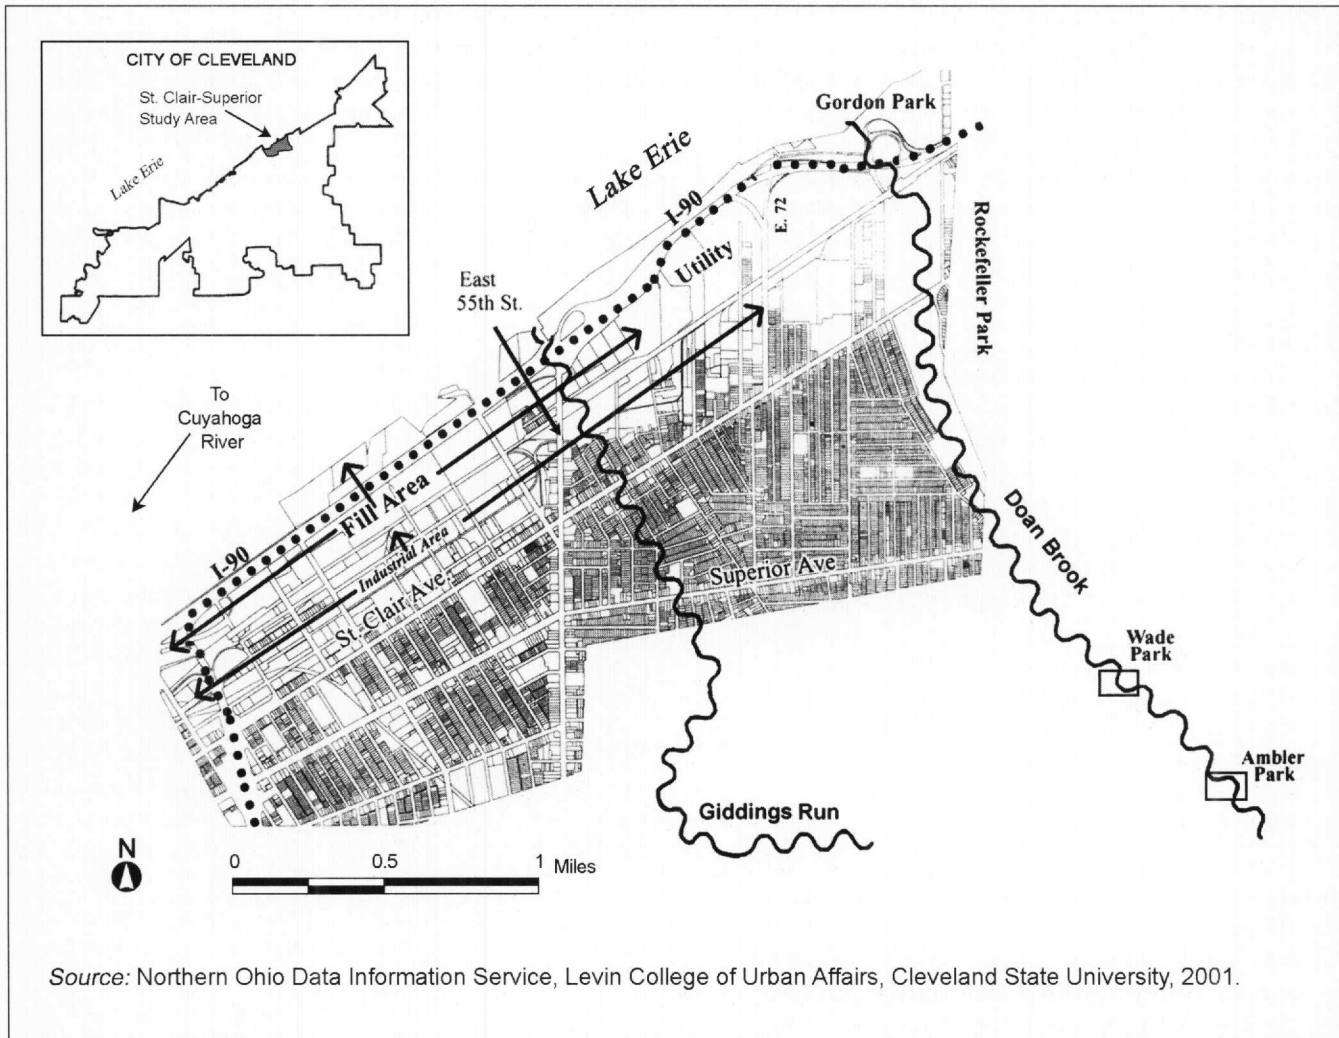 CITY OF CLEVELAND
St. Clair-Superior
Study Area
Lake Erie
Gordon Park
Lake Erie
I-90
E. 72
Utility
Rockefeller Park
East
55th St.
To
Cuyahoga
River
Fill Area
I-90
Industrial Area
St. Clair Ave.
Superior Ave
Doan Brook
Wade
Park
Ambler
Park
Giddings Run
N
0 0.5 1 Miles
Source: Northern Ohio Data Information Service, Levin College of Urban Affairs, Cleveland State University, 2001.